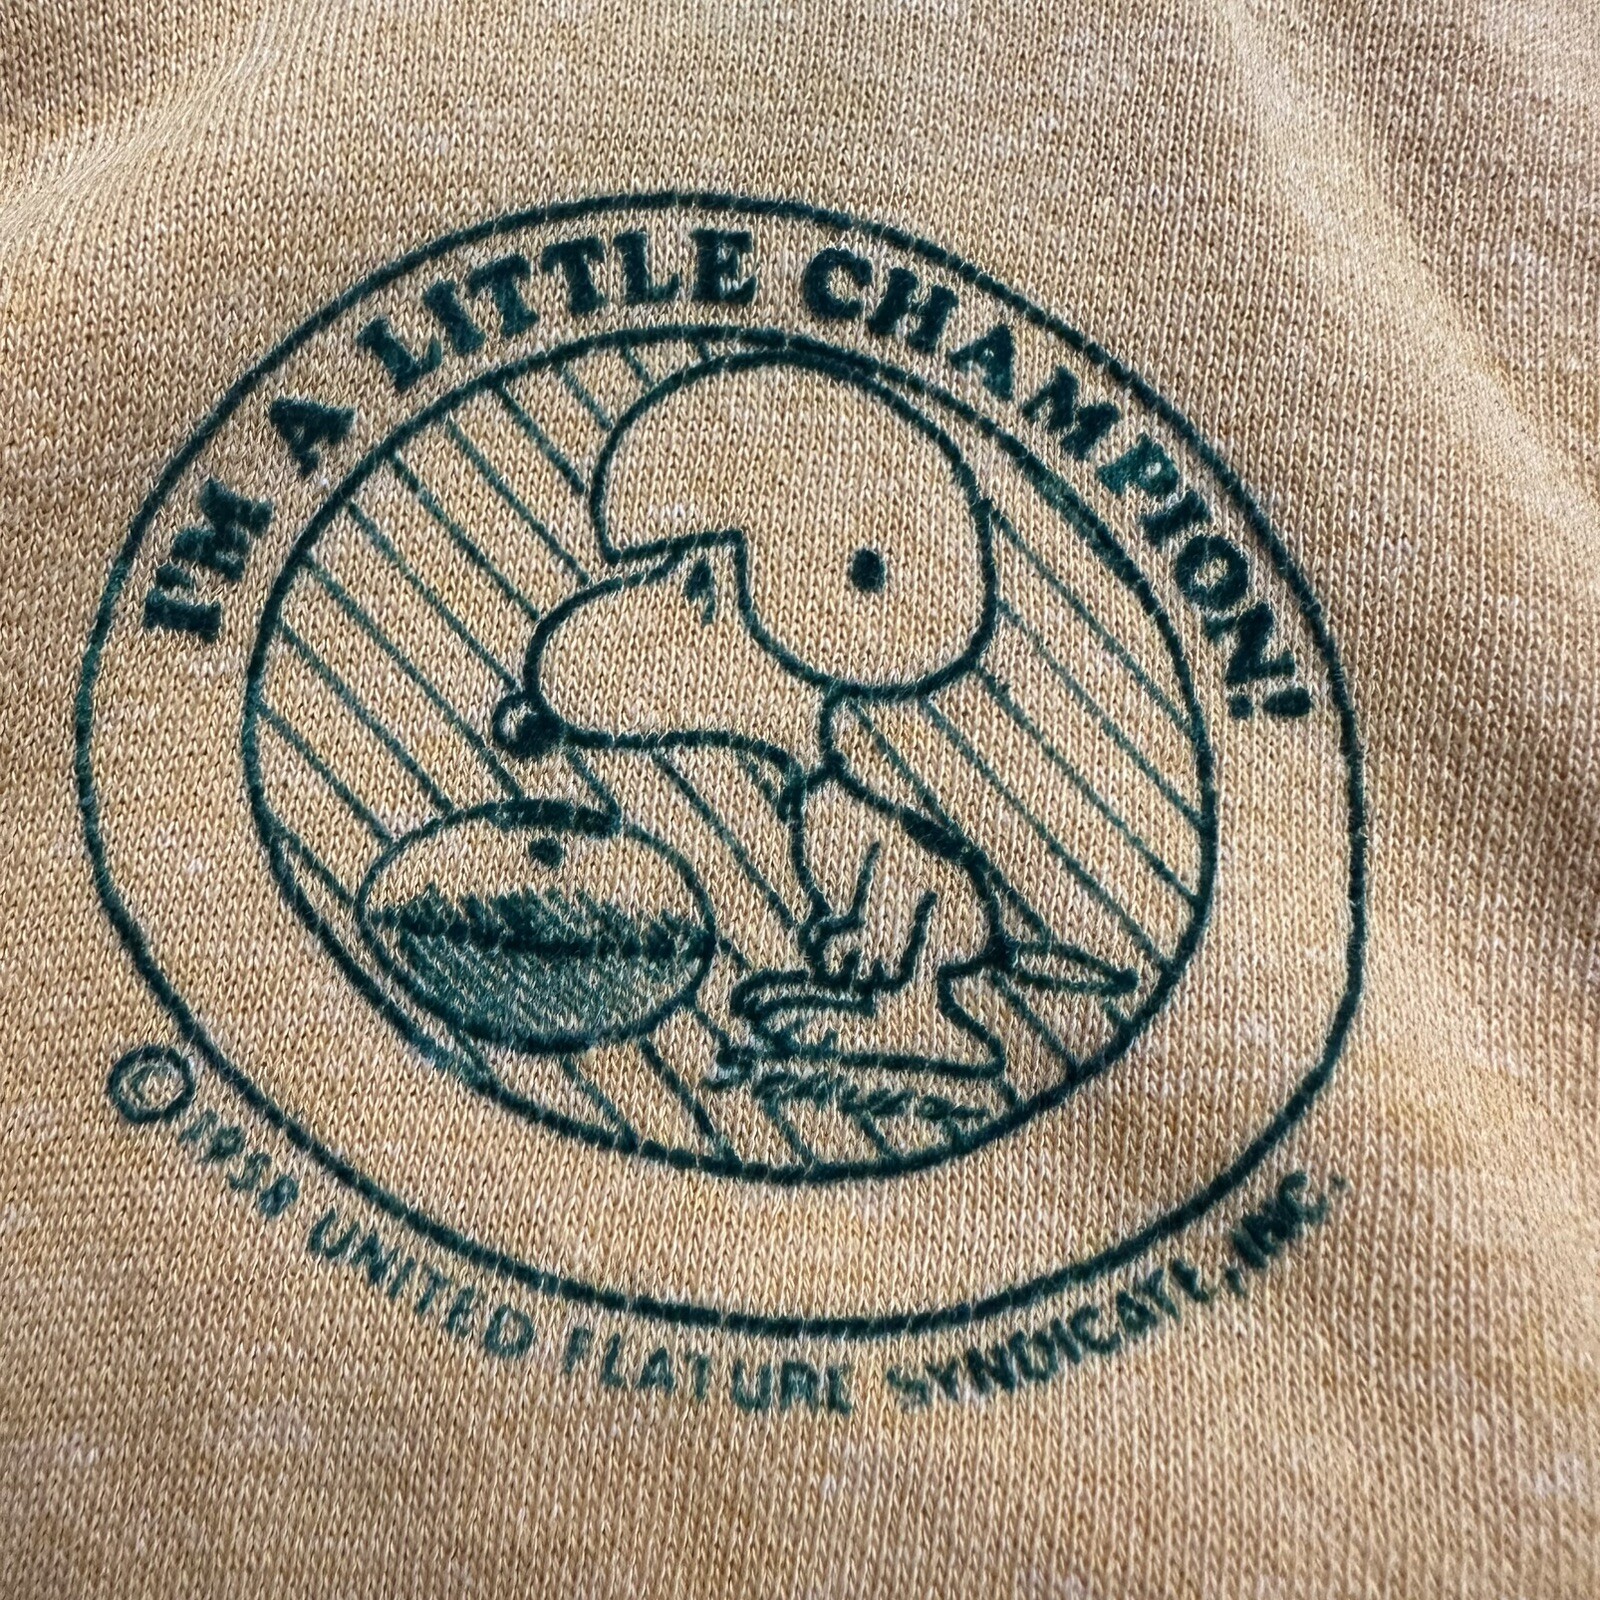 I'M A LITTLE CHAMPION!
© 1958 UNITED FEATURE SYNDICATE, INC.